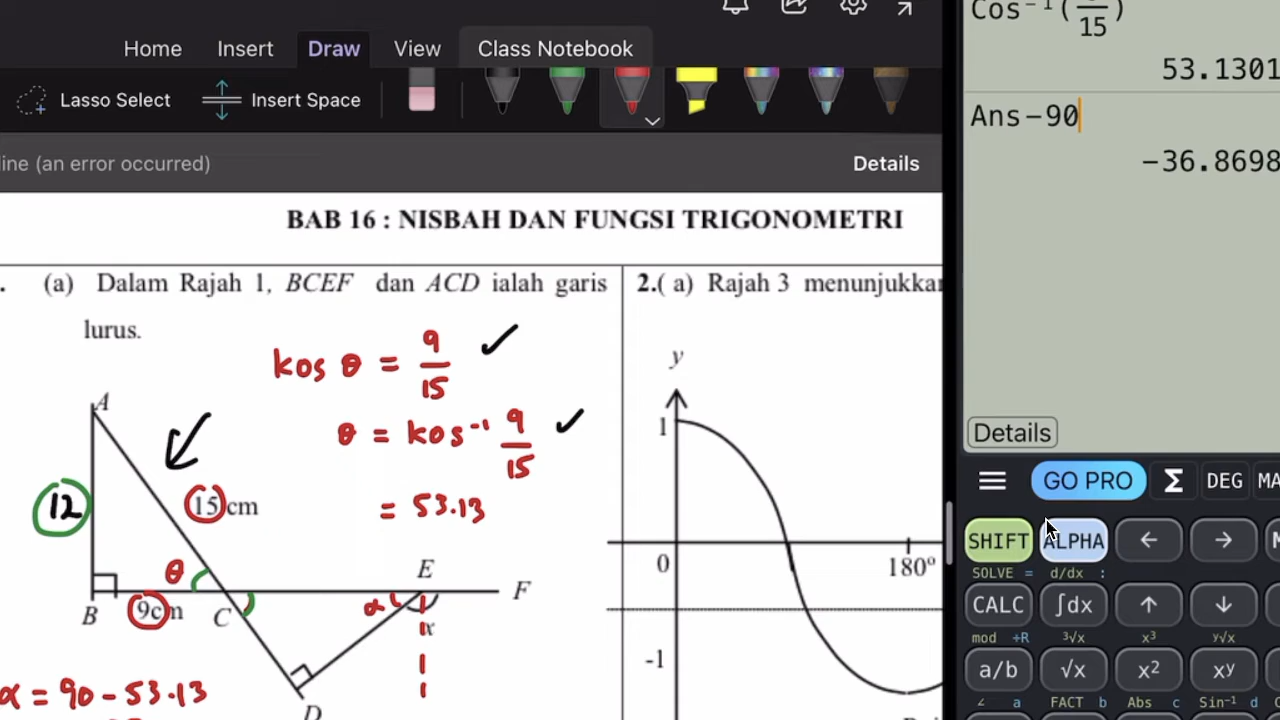 Home Insert Draw View Class Notebook
Lasso Select Insert Space
line (an error occurred) Details
BAB 16 : NISBAH DAN FUNGSI TRIGONOMETRI
. (a) Dalam Rajah 1, BCEF dan ACD ialah garis
lurus.
kos θ = 9/15 ✓
θ = kos⁻¹ 9/15 ✓
= 53.13
A
12
15 cm
θ
B
9cm
C
E
F
α
x
D
α = 90 - 53.13
2.( a) Rajah 3 menunjukkan
y
1
0
180°
-1
Cos⁻¹( /15)
53.1301
Ans-90
-36.8698
Details
GO PRO Σ DEG MA
SHIFT ALPHA ← →
SOLVE = d/dx :
CALC ∫dx ↑ ↓
mod ÷R ³√x x³ ʸ√x
a/b √x x² xʸ
∠ a FACT b Abs c Sin⁻¹ d